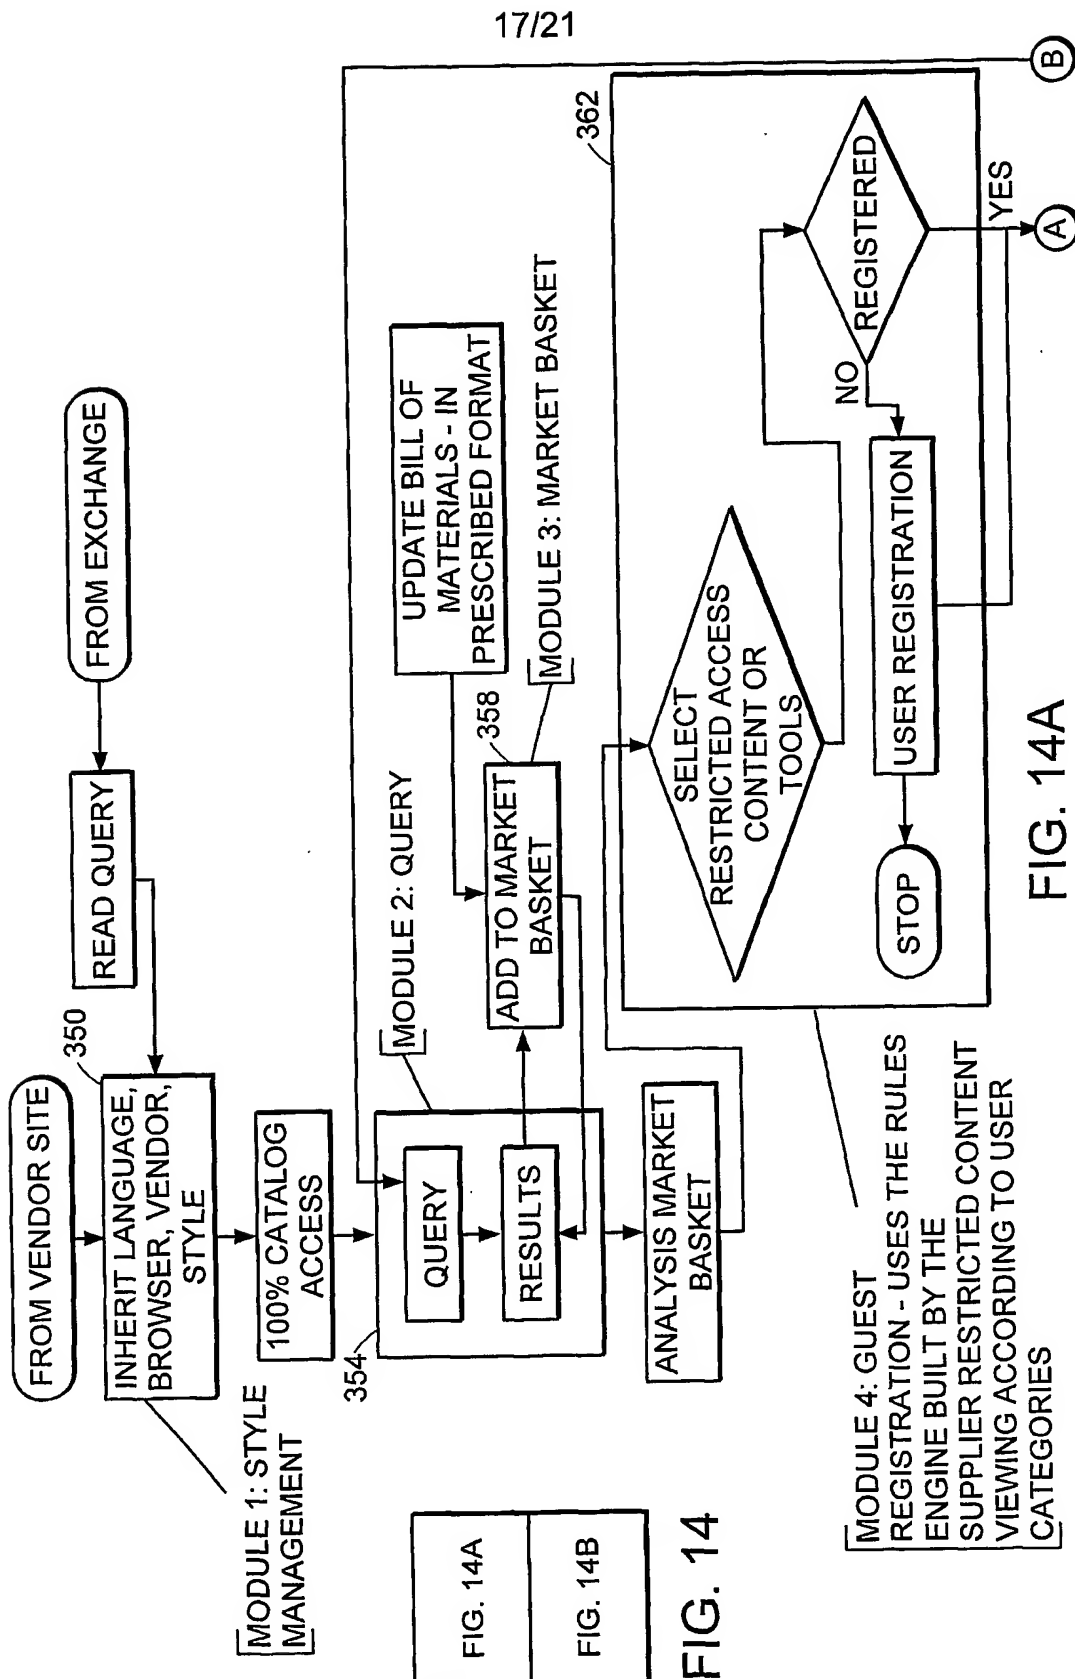 17/21
FROM VENDOR SITE
FROM EXCHANGE
READ QUERY
350
INHERIT LANGUAGE,
BROWSER, VENDOR,
STYLE
[MODULE 1: STYLE
MANAGEMENT
100% CATALOG
ACCESS
354
QUERY
RESULTS
[MODULE 2: QUERY
UPDATE BILL OF
MATERIALS - IN
PRESCRIBED FORMAT
358
ADD TO MARKET
BASKET
[MODULE 3: MARKET BASKET
ANALYSIS MARKET
BASKET
362
SELECT
RESTRICTED ACCESS
CONTENT OR
TOOLS
REGISTERED
NO
YES
USER REGISTRATION
STOP
A
B
[MODULE 4: GUEST
REGISTRATION - USES THE RULES
ENGINE BUILT BY THE
SUPPLIER RESTRICTED CONTENT
VIEWING ACCORDING TO USER
CATEGORIES
FIG. 14A
FIG. 14A
FIG. 14B
FIG. 14